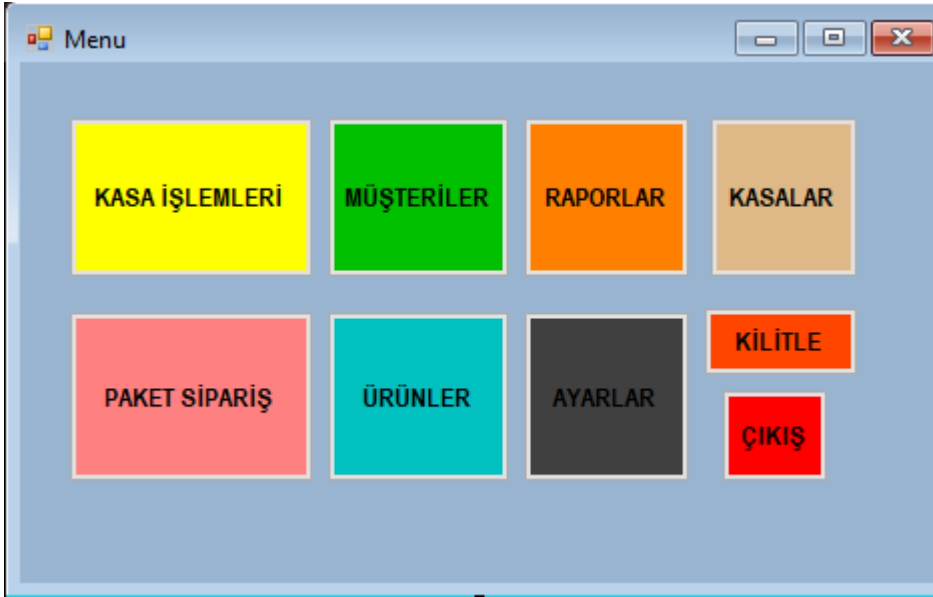 Menu
KASA İŞLEMLERİ
MÜŞTERİLER
RAPORLAR
KASALAR
PAKET SİPARİŞ
ÜRÜNLER
AYARLAR
KİLİTLE
ÇIKIŞ